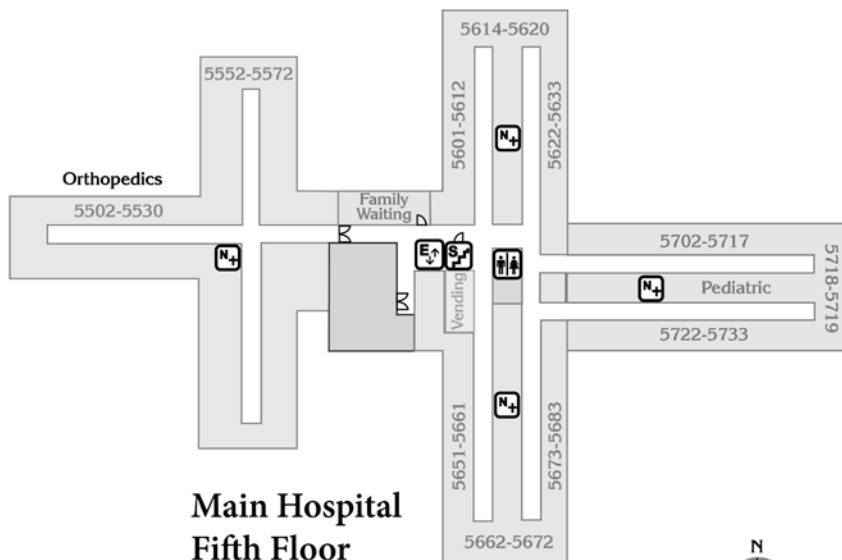 5614-5620
5552-5572
5601-5612
5622-5633
N+
Orthopedics
5502-5530
Family
Waiting
N+
E
S
5702-5717
5718-5719
N+
Pediatric
Vending
5722-5733
N+
5651-5661
5673-5683
Main Hospital
Fifth Floor
5662-5672
N